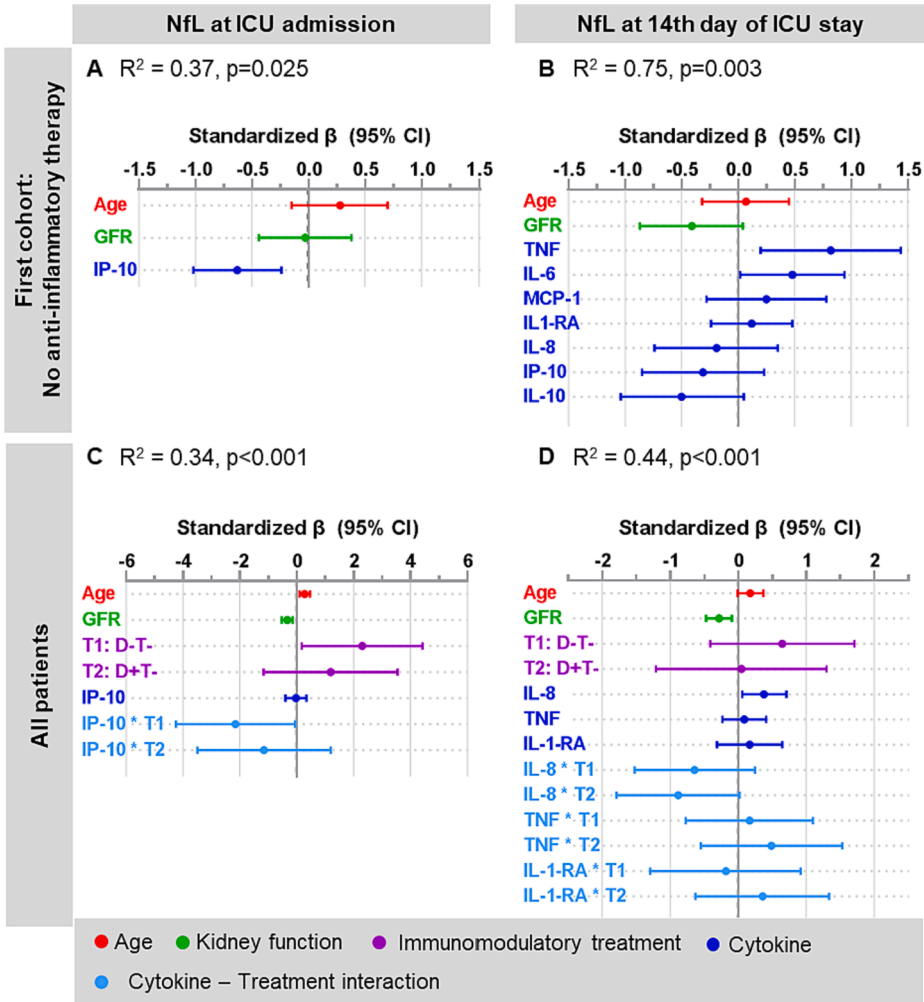 NfL at ICU admission
NfL at 14th day of ICU stay
First cohort:
No anti-inflammatory therapy
A R² = 0.37, p=0.025
Standardized β (95% CI)
-1.5 -1.0 -0.5 0.0 0.5 1.0 1.5
Age
GFR
IP-10
B R² = 0.75, p=0.003
Standardized β (95% CI)
-1.5 -1.0 -0.5 0.0 0.5 1.0 1.5
Age
GFR
TNF
IL-6
MCP-1
IL1-RA
IL-8
IP-10
IL-10
All patients
C R² = 0.34, p<0.001
Standardized β (95% CI)
-6 -4 -2 0 2 4 6
Age
GFR
T1: D-T-
T2: D+T-
IP-10
IP-10 * T1
IP-10 * T2
D R² = 0.44, p<0.001
Standardized β (95% CI)
-2 -1 0 1 2
Age
GFR
T1: D-T-
T2: D+T-
IL-8
TNF
IL-1-RA
IL-8 * T1
IL-8 * T2
TNF * T1
TNF * T2
IL-1-RA * T1
IL-1-RA * T2
Age Kidney function Immunomodulatory treatment Cytokine
Cytokine – Treatment interaction